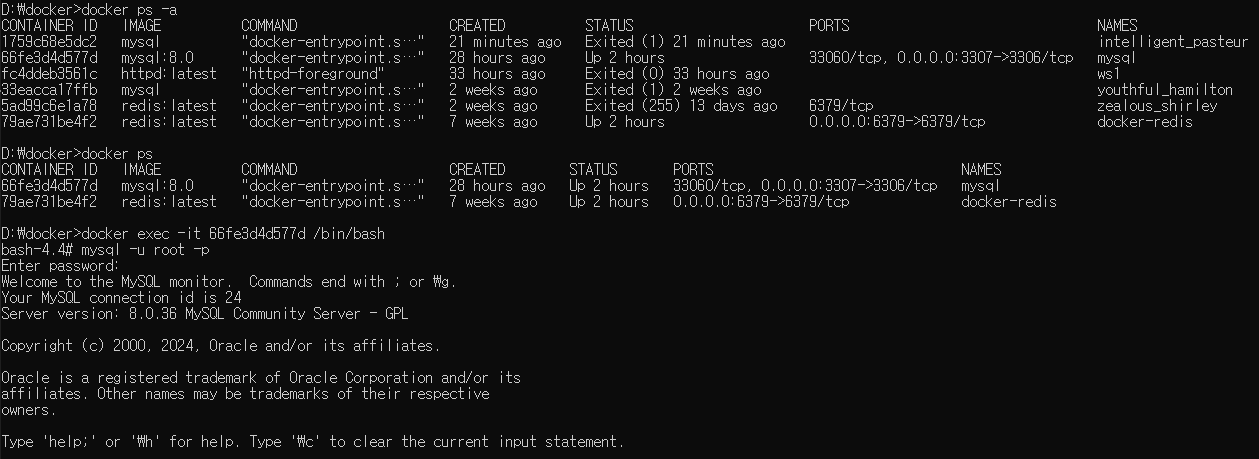 D:₩docker>docker ps -a
CONTAINER ID   IMAGE          COMMAND                  CREATED          STATUS                      PORTS                               NAMES
1759c68e5dc2   mysql          "docker-entrypoint.s…"   21 minutes ago   Exited (1) 21 minutes ago                                       intelligent_pasteur
66fe3d4d577d   mysql:8.0      "docker-entrypoint.s…"   28 hours ago     Up 2 hours                  33060/tcp, 0.0.0.0:3307->3306/tcp   mysql
fc4ddeb3561c   httpd:latest   "httpd-foreground"       33 hours ago     Exited (0) 33 hours ago                                         ws1
33eacca17ffb   mysql          "docker-entrypoint.s…"   2 weeks ago      Exited (1) 2 weeks ago                                          youthful_hamilton
5ad99c6e1a78   redis:latest   "docker-entrypoint.s…"   2 weeks ago      Exited (255) 13 days ago    6379/tcp                            zealous_shirley
79ae731be4f2   redis:latest   "docker-entrypoint.s…"   7 weeks ago      Up 2 hours                  0.0.0.0:6379->6379/tcp              docker-redis
D:₩docker>docker ps
CONTAINER ID   IMAGE          COMMAND                  CREATED        STATUS       PORTS                               NAMES
66fe3d4d577d   mysql:8.0      "docker-entrypoint.s…"   28 hours ago   Up 2 hours   33060/tcp, 0.0.0.0:3307->3306/tcp   mysql
79ae731be4f2   redis:latest   "docker-entrypoint.s…"   7 weeks ago    Up 2 hours   0.0.0.0:6379->6379/tcp              docker-redis
D:₩docker>docker exec -it 66fe3d4d577d /bin/bash
bash-4.4# mysql -u root -p
Enter password:
Welcome to the MySQL monitor.  Commands end with ; or ₩g.
Your MySQL connection id is 24
Server version: 8.0.36 MySQL Community Server - GPL
Copyright (c) 2000, 2024, Oracle and/or its affiliates.
Oracle is a registered trademark of Oracle Corporation and/or its
affiliates. Other names may be trademarks of their respective
owners.
Type 'help;' or '₩h' for help. Type '₩c' to clear the current input statement.